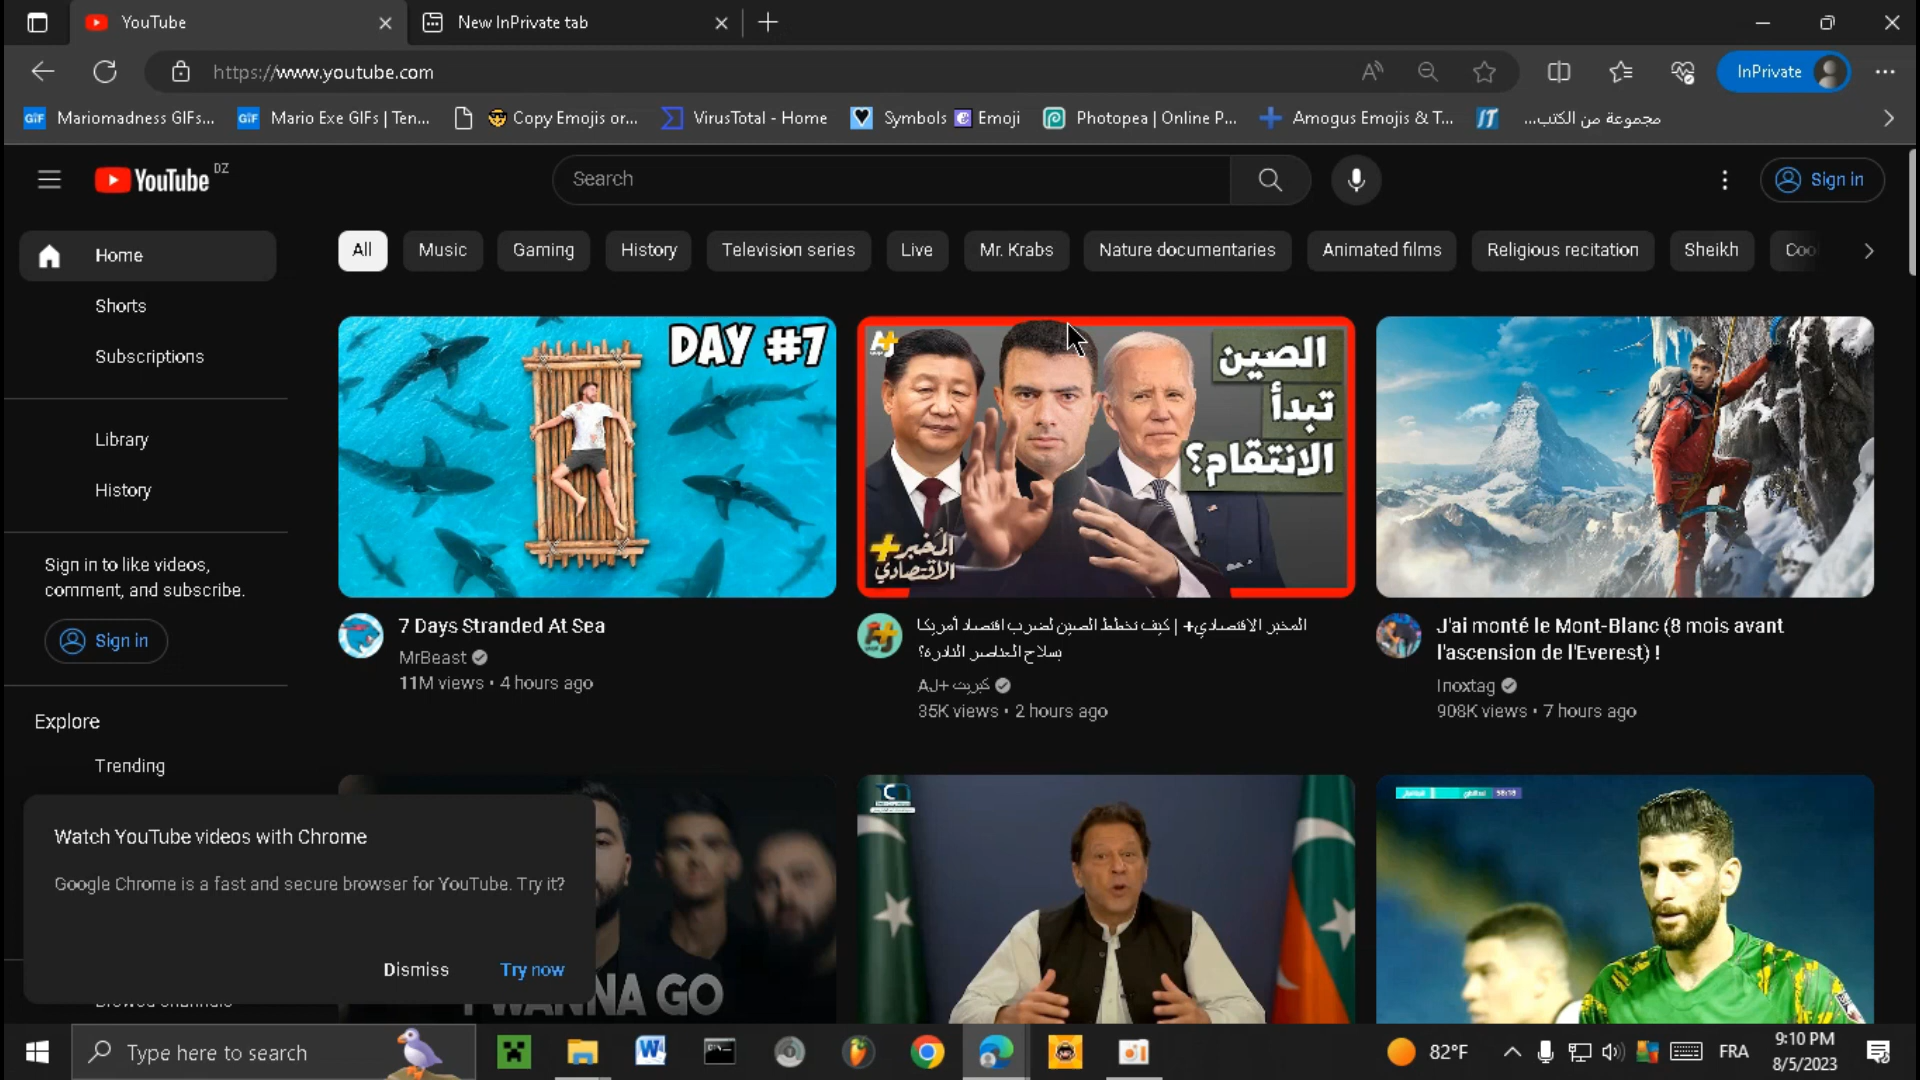 YouTube
New InPrivate tab
https://www.youtube.com
InPrivate
Mariomadness GIFs...
Mario Exe GIFs | Ten...
Copy Emojis or...
VirusTotal - Home
Symbols
Emoji
Photopea | Online P...
Amogus Emojis & T...
مجموعة من الكتب...
YouTube DZ
Search
Sign in
Home
Shorts
Subscriptions
Library
History
Sign in to like videos,
comment, and subscribe.
Sign in
Explore
Trending
All
Music
Gaming
History
Television series
Live
Mr. Krabs
Nature documentaries
Animated films
Religious recitation
Sheikh
Coo
DAY #7
7 Days Stranded At Sea
MrBeast
11M views • 4 hours ago
الصين
تبدأ
الانتقام؟
المُخبر
الاقتصادي
المخبر الاقتصادي+ | كيف تخطط الصين لضرب اقتصاد أمريكا
بسلاح العناصر النادرة؟
AJ+ كبريت
35K views • 2 hours ago
J'ai monté le Mont-Blanc (8 mois avant
l'ascension de l'Everest) !
Inoxtag
908K views • 7 hours ago
Watch YouTube videos with Chrome
Google Chrome is a fast and secure browser for YouTube. Try it?
Dismiss
Try now
I WANNA GO
Type here to search
82°F
FRA
9:10 PM
8/5/2023